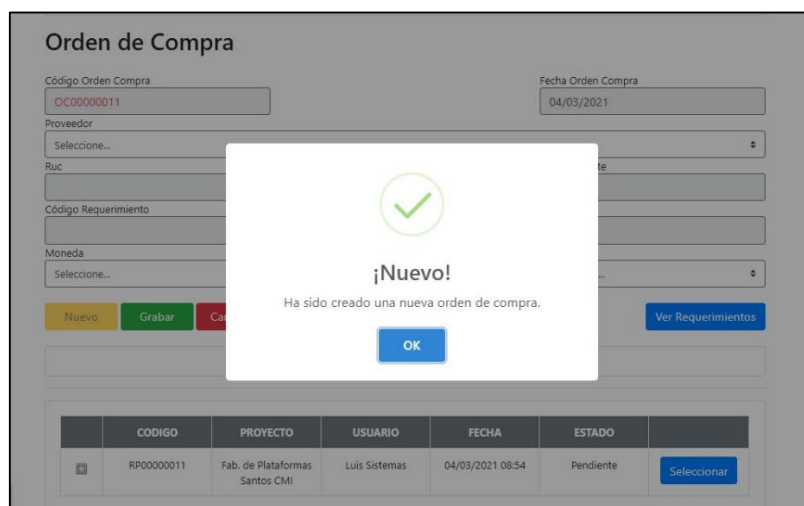 Orden de Compra
Código Orden Compra
Fecha Orden Compra
OC00000011
04/03/2021
Proveedor
Seleccione...
Ruc
te
Código Requerimiento
Moneda
Seleccione...
...
¡Nuevo!
Ha sido creado una nueva orden de compra.
OK
Nuevo
Grabar
Ca
Ver Requerimientos
CODIGO
PROYECTO
USUARIO
FECHA
ESTADO
RP00000011
Fab. de Plataformas
Santos CMI
Luis Sistemas
04/03/2021 08:54
Pendiente
Seleccionar